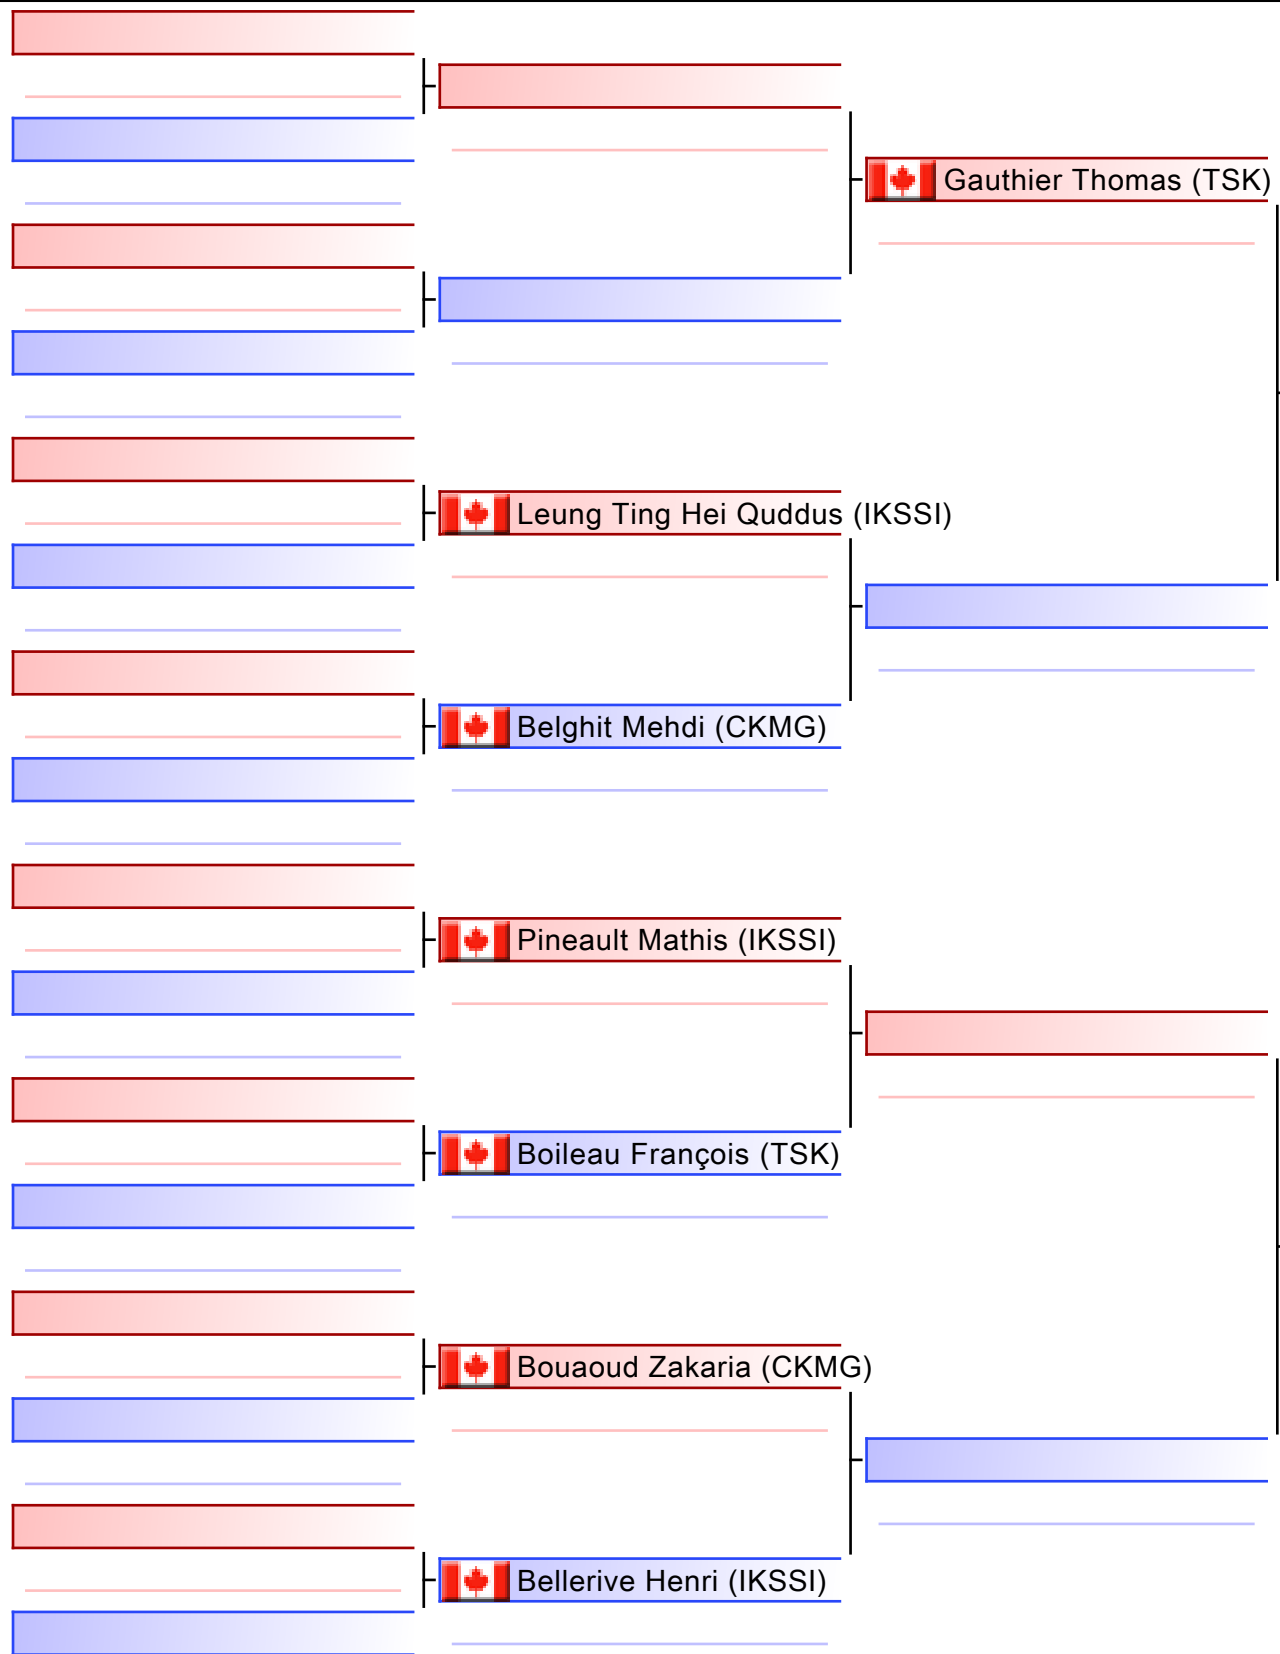 Gauthier Thomas (TSK)
Leung Ting Hei Quddus (IKSSI)
Belghit Mehdi (CKMG)
Pineault Mathis (IKSSI)
Boileau François (TSK)
Bouaoud Zakaria (CKMG)
Bellerive Henri (IKSSI)